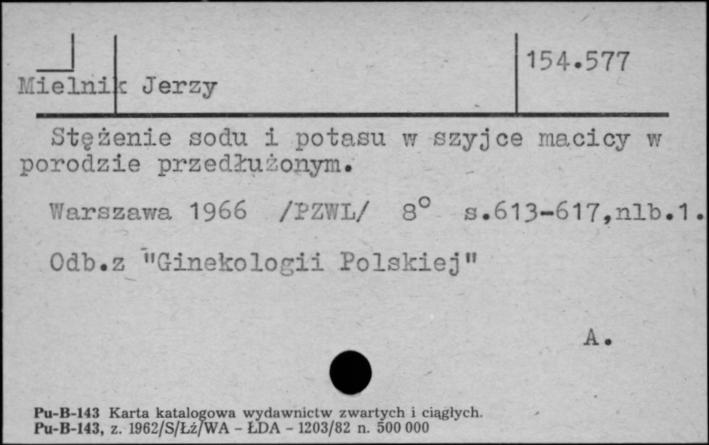 154.577
Mielnik Jerzy
Stężenie sodu i potasu w szyjce macicy w
porodzie przedłużonym.
Warszawa 1966 /PZWL/ 8° s.613-617,nlb.1.
Odb.z "Ginekologii Polskiej"
A.
Pu-B-143 Karta katalogowa wydawnictw zwartych i ciągłych.
Pu-B-143, z. 1962/S/Łż/WA - ŁDA - 1203/82 n. 500 000